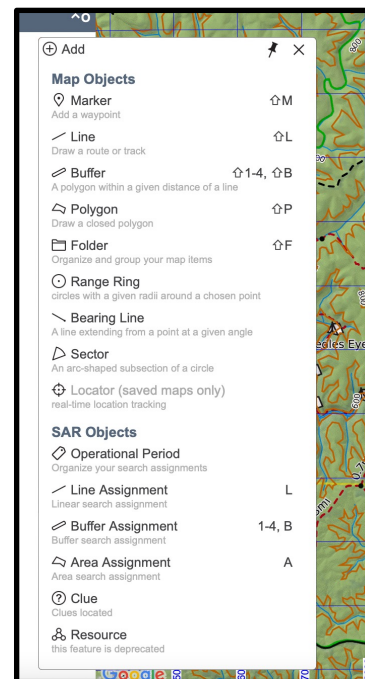 ^o
Add
Map Objects
Marker ⇧M
Add a waypoint
Line ⇧L
Draw a route or track
Buffer ⇧1-4, ⇧B
A polygon within a given distance of a line
Polygon ⇧P
Draw a closed polygon
Folder ⇧F
Organize and group your map items
Range Ring
circles with a given radii around a chosen point
Bearing Line
A line extending from a point at a given angle
Sector
An arc-shaped subsection of a circle
Locator (saved maps only)
real-time location tracking
SAR Objects
Operational Period
Organize your search assignments
Line Assignment L
Linear search assignment
Buffer Assignment 1-4, B
Buffer search assignment
Area Assignment A
Area search assignment
Clue
Clues located
Resource
this feature is deprecated
800
600
Google